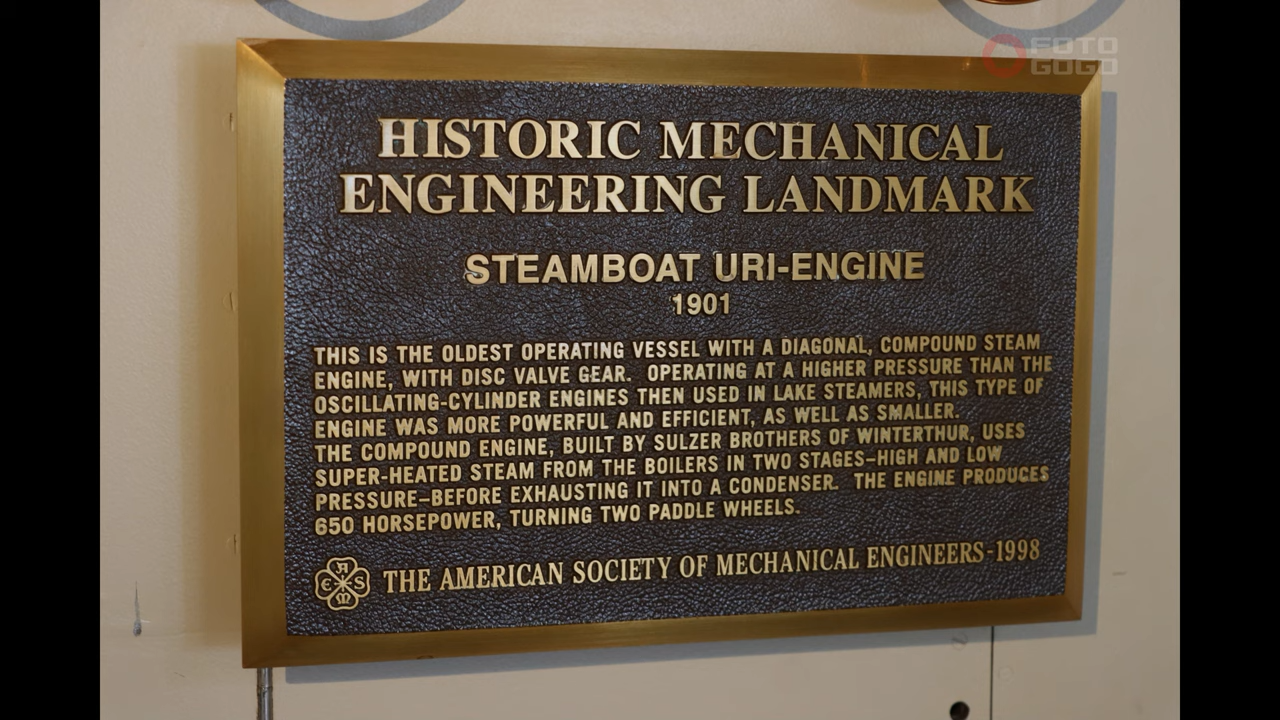 FOTO
GOGO
HISTORIC MECHANICAL
ENGINEERING LANDMARK
STEAMBOAT URI-ENGINE
1901
THIS IS THE OLDEST OPERATING VESSEL WITH A DIAGONAL, COMPOUND STEAM
ENGINE, WITH DISC VALVE GEAR. OPERATING AT A HIGHER PRESSURE THAN THE
OSCILLATING-CYLINDER ENGINES THEN USED IN LAKE STEAMERS, THIS TYPE OF
ENGINE WAS MORE POWERFUL AND EFFICIENT, AS WELL AS SMALLER.
THE COMPOUND ENGINE, BUILT BY SULZER BROTHERS OF WINTERTHUR, USES
SUPER-HEATED STEAM FROM THE BOILERS IN TWO STAGES–HIGH AND LOW
PRESSURE–BEFORE EXHAUSTING IT INTO A CONDENSER. THE ENGINE PRODUCES
650 HORSEPOWER, TURNING TWO PADDLE WHEELS.
A
E S
M
THE AMERICAN SOCIETY OF MECHANICAL ENGINEERS-1998